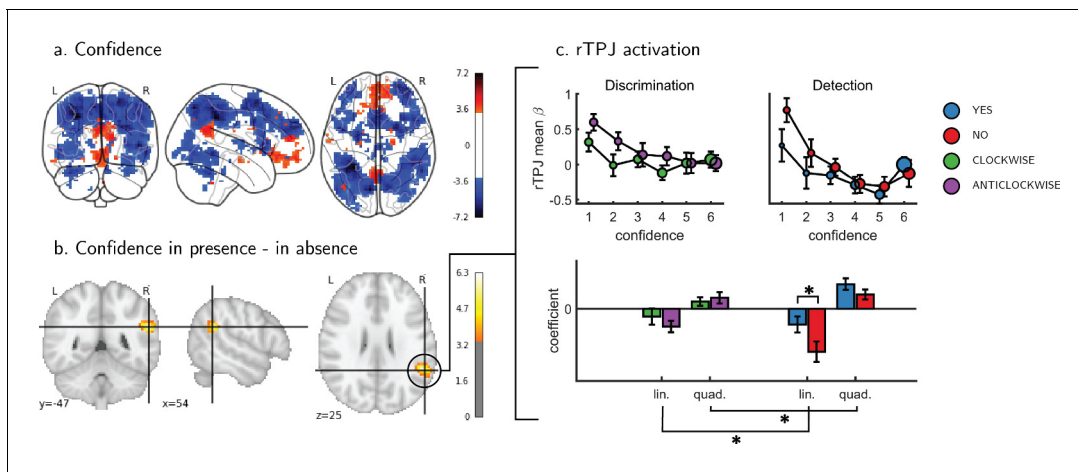 a. Confidence
L R
L R
7.2
3.6
0
-3.6
-7.2
b. Confidence in presence - in absence
L R
L R
y=-47
x=54
z=25
6.3
4.7
3.2
1.6
0
c. rTPJ activation
Discrimination
Detection
rTPJ mean β
1
0.5
0
-0.5
1 2 3 4 5 6
confidence
1 2 3 4 5 6
confidence
YES
NO
CLOCKWISE
ANTICLOCKWISE
coefficient
0
*
lin. quad. lin. quad.
*
*